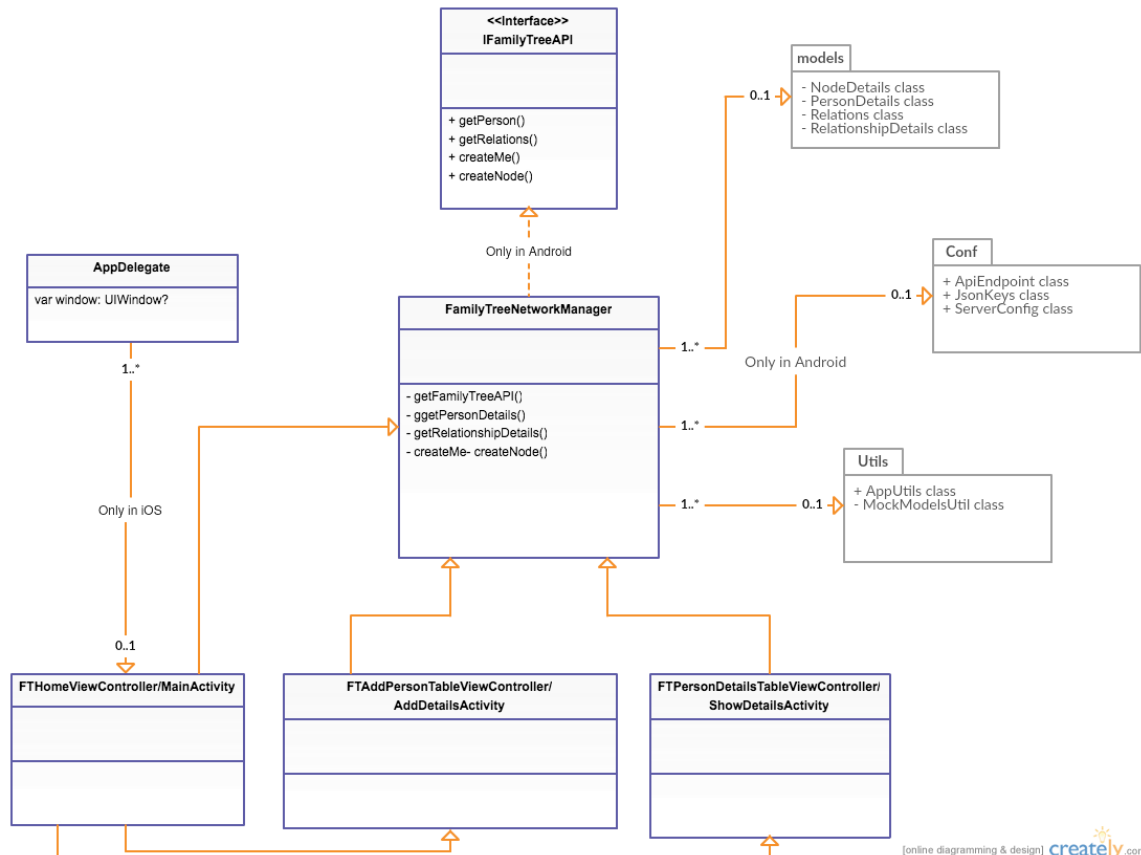 <<Interface>>
IFamilyTreeAPI
+ getPerson()
+ getRelations()
+ createMe()
+ createNode()
models
- NodeDetails class
- PersonDetails class
- Relations class
- RelationshipDetails class
0..1
Only in Android
Conf
+ ApiEndpoint class
+ JsonKeys class
+ ServerConfig class
0..1
AppDelegate
var window: UIWindow?
1..*
Only in iOS
0..1
FamilyTreeNetworkManager
- getFamilyTreeAPI()
- ggetPersonDetails()
- getRelationshipDetails()
- createMe- createNode()
1..*
Only in Android
1..*
1..*
0..1
Utils
+ AppUtils class
- MockModelsUtil class
FTHomeViewController/MainActivity
FTAddPersonTableViewController/
AddDetailsActivity
FTPersonDetailsTableViewController/
ShowDetailsActivity
[online diagramming & design] creately.com